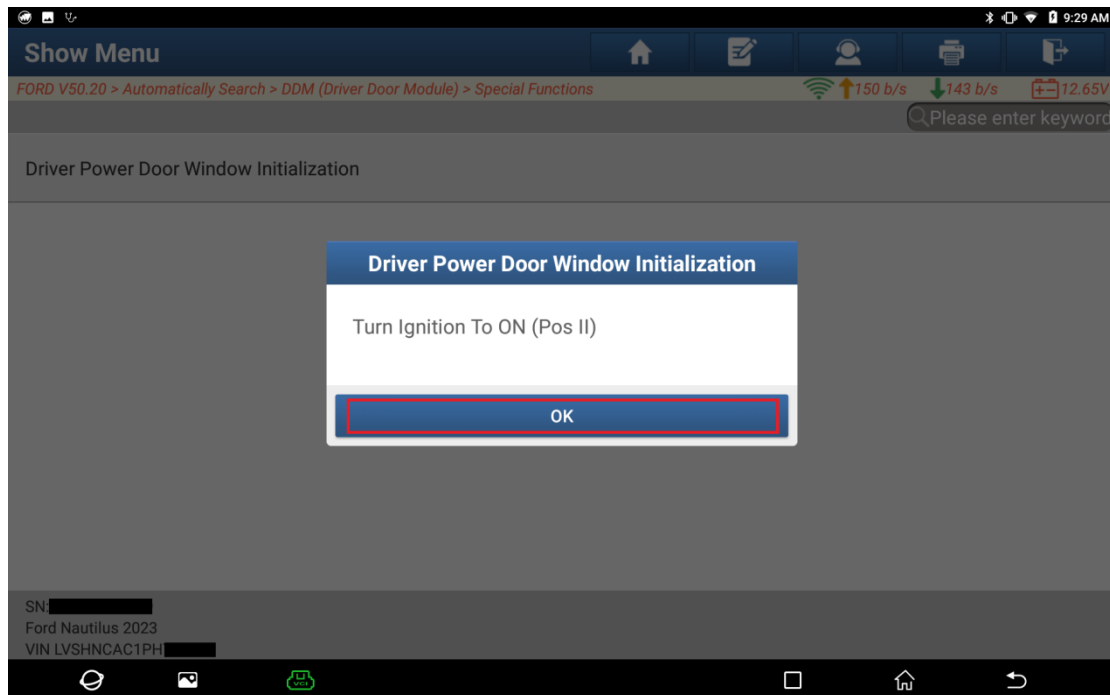 9:29 AM
Show Menu
FORD V50.20 > Automatically Search > DDM (Driver Door Module) > Special Functions
150 b/s
143 b/s
12.65V
Please enter keyword
Driver Power Door Window Initialization
Driver Power Door Window Initialization
Turn Ignition To ON (Pos II)
OK
SN:
Ford Nautilus 2023
VIN LVSHNCAC1PH
VCI